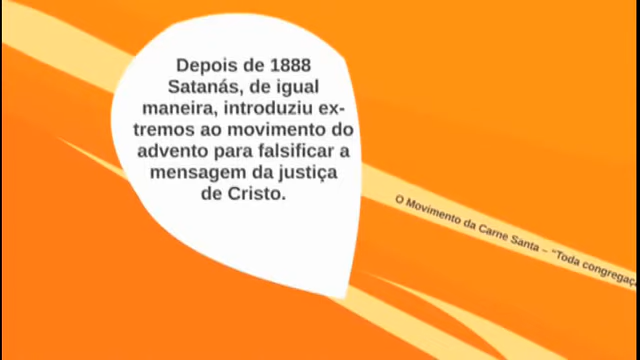 Depois de 1888
Satanás, de igual
maneira, introduziu ex-
tremos ao movimento do
advento para falsificar a
mensagem da justiça
de Cristo.
O Movimento da Carne Santa – "Toda congregaç